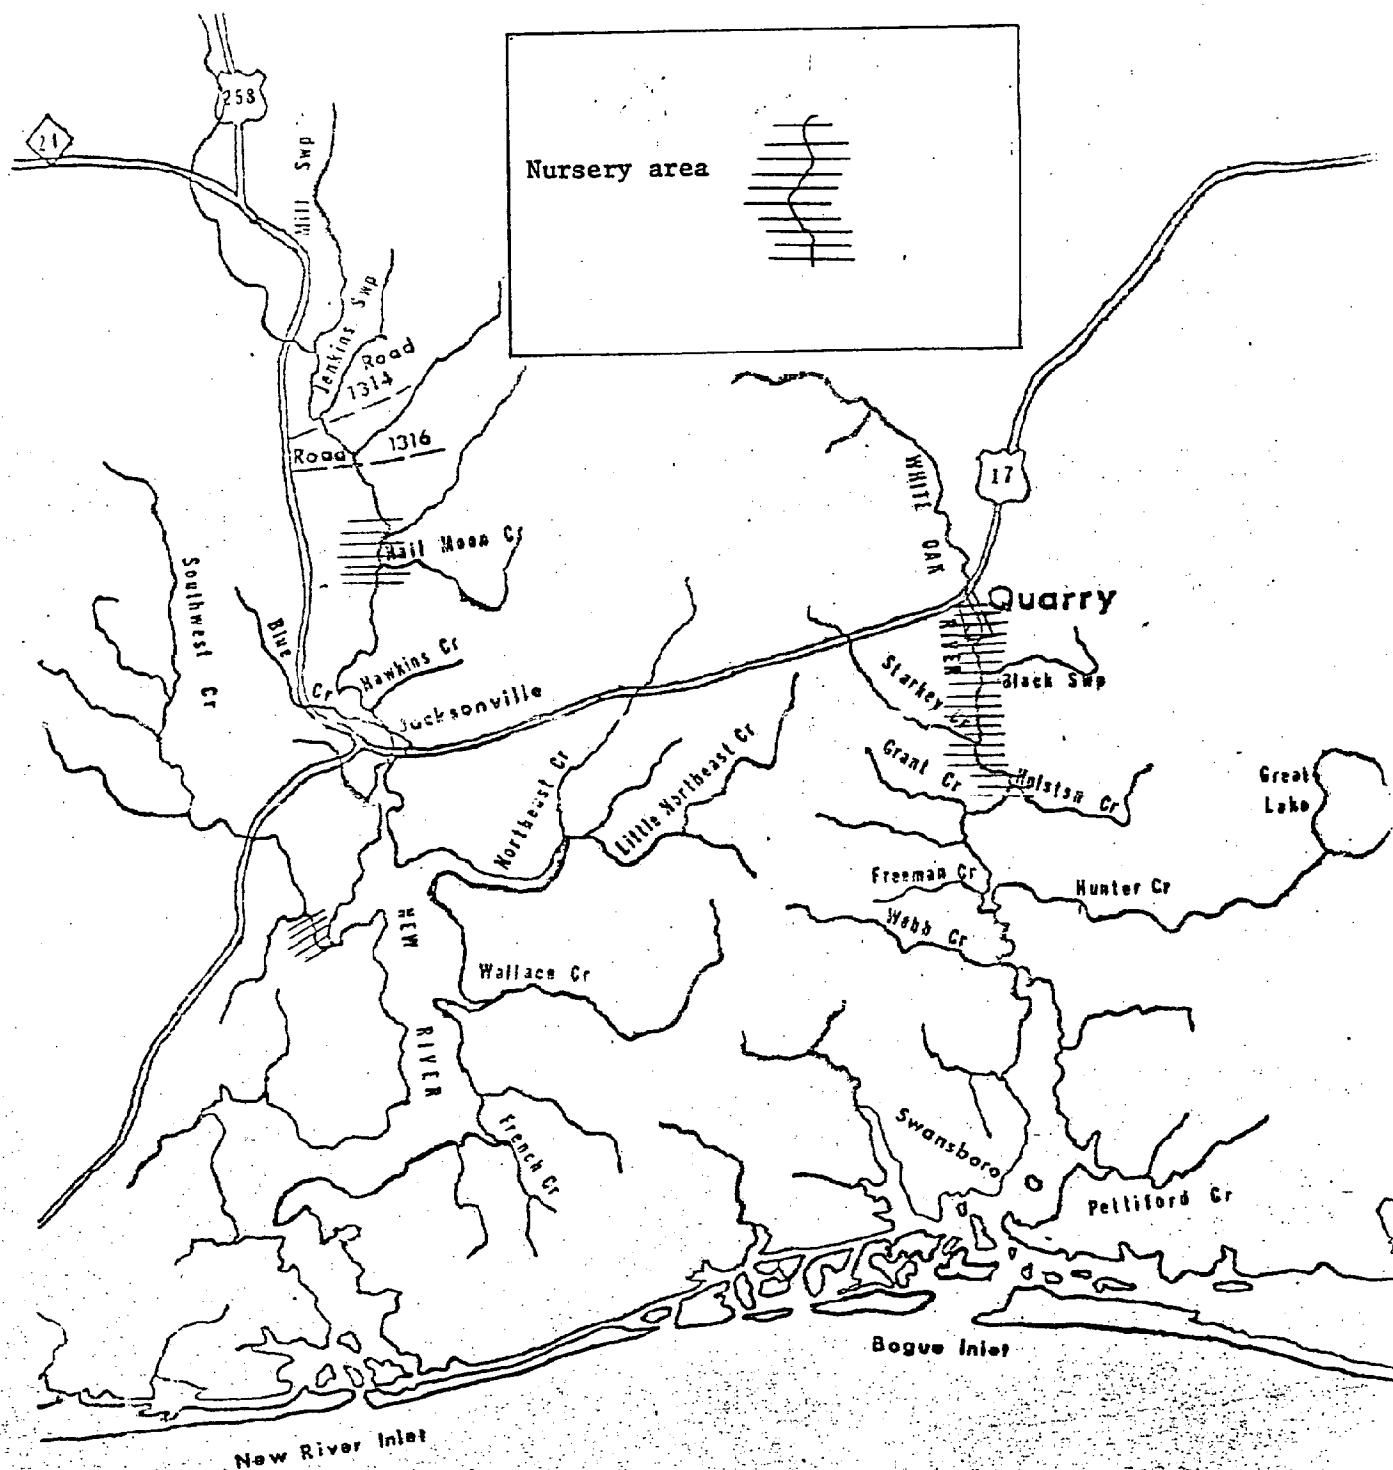 258
24
Mill Swp
Nursery area
Jenkins Swp
Road
1314
Road 1316
17
WHITE OAK RIVER
Half Moon Cr
Southwest Cr
Quarry
Blue Cr
Hawkins Cr
Black Swp
Starkey Cr
Jacksonville
Northeast Cr
Little Northeast Cr
Grant Cr
Holston Cr
Great
Lake
Freeman Cr
Hunter Cr
Webb Cr
NEW RIVER
Wallace Cr
French Cr
Swansboro
Pettiford Cr
Bogue Inlet
New River Inlet